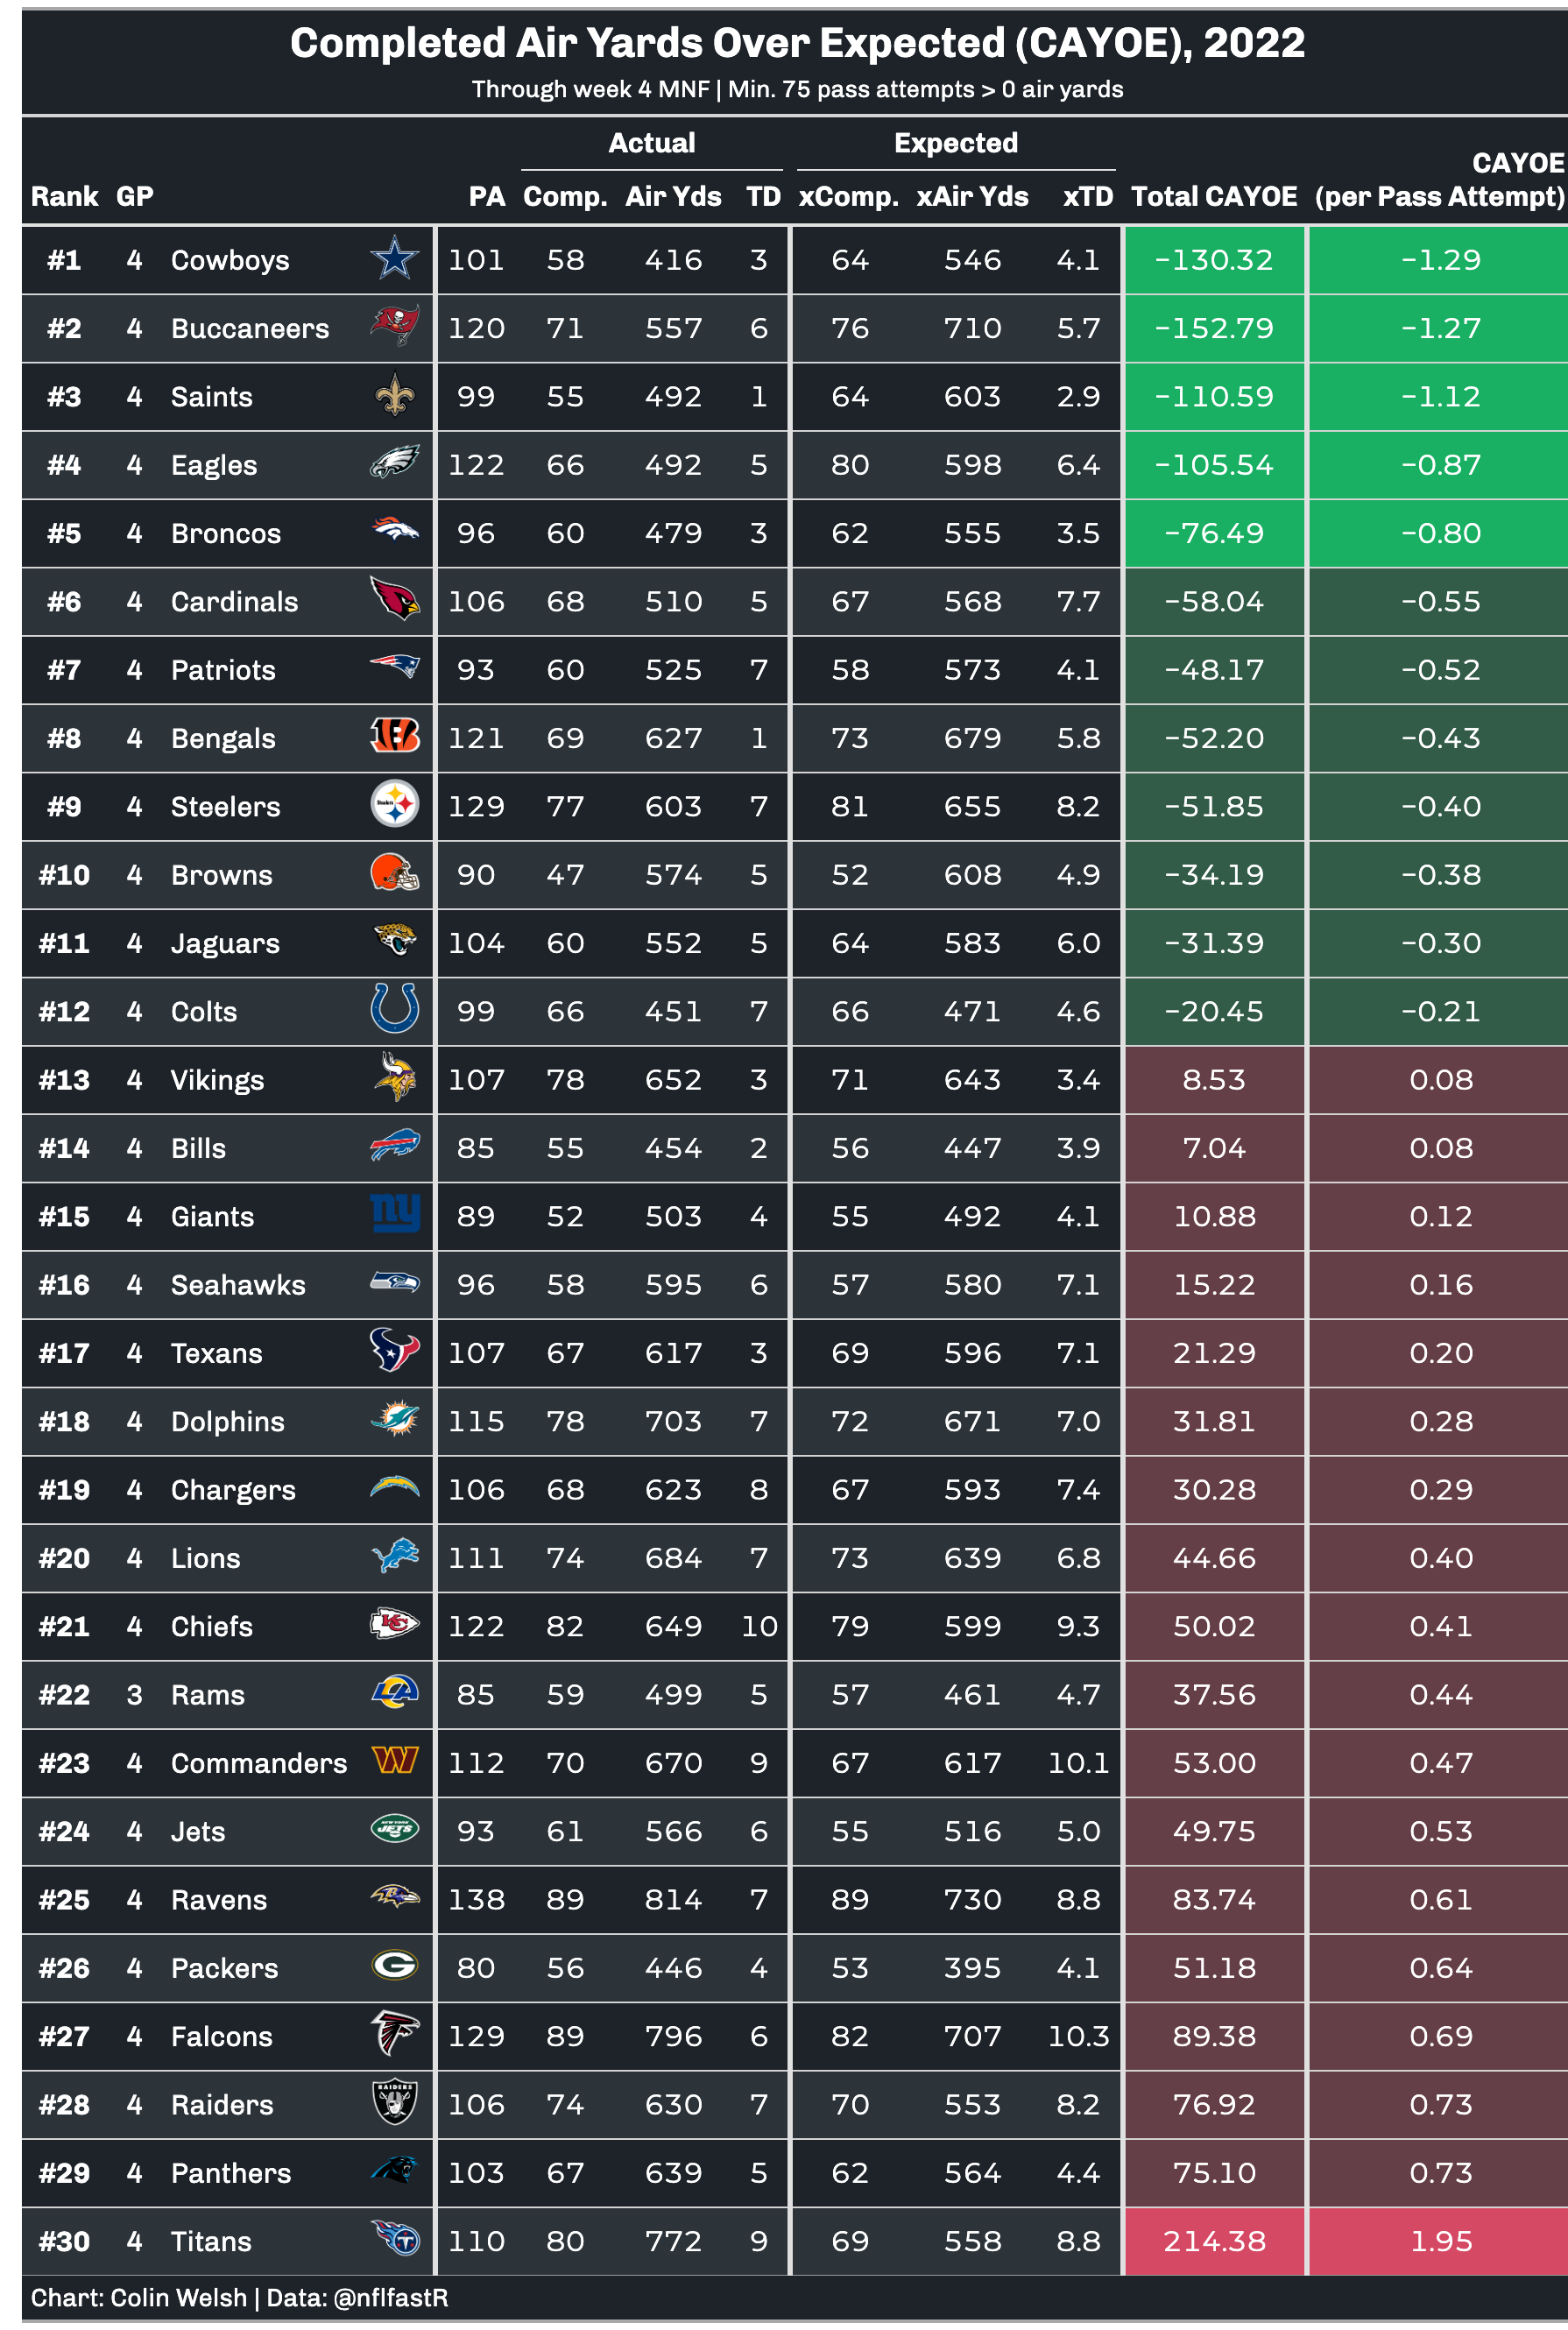 Completed Air Yards Over Expected (CAYOE), 2022
Through week 4 MNF | Min. 75 pass attempts > 0 air yards
Actual Expected CAYOE
Rank GP PA Comp. Air Yds TD xComp. xAir Yds xTD Total CAYOE (per Pass Attempt)
#1 4 Cowboys 101 58 416 3 64 546 4.1 −130.32 −1.29
#2 4 Buccaneers 120 71 557 6 76 710 5.7 −152.79 −1.27
#3 4 Saints 99 55 492 1 64 603 2.9 −110.59 −1.12
#4 4 Eagles 122 66 492 5 80 598 6.4 −105.54 −0.87
#5 4 Broncos 96 60 479 3 62 555 3.5 −76.49 −0.80
#6 4 Cardinals 106 68 510 5 67 568 7.7 −58.04 −0.55
#7 4 Patriots 93 60 525 7 58 573 4.1 −48.17 −0.52
#8 4 Bengals 121 69 627 1 73 679 5.8 −52.20 −0.43
#9 4 Steelers 129 77 603 7 81 655 8.2 −51.85 −0.40
#10 4 Browns 90 47 574 5 52 608 4.9 −34.19 −0.38
#11 4 Jaguars 104 60 552 5 64 583 6.0 −31.39 −0.30
#12 4 Colts 99 66 451 7 66 471 4.6 −20.45 −0.21
#13 4 Vikings 107 78 652 3 71 643 3.4 8.53 0.08
#14 4 Bills 85 55 454 2 56 447 3.9 7.04 0.08
#15 4 Giants ny 89 52 503 4 55 492 4.1 10.88 0.12
#16 4 Seahawks 96 58 595 6 57 580 7.1 15.22 0.16
#17 4 Texans 107 67 617 3 69 596 7.1 21.29 0.20
#18 4 Dolphins 115 78 703 7 72 671 7.0 31.81 0.28
#19 4 Chargers 106 68 623 8 67 593 7.4 30.28 0.29
#20 4 Lions 111 74 684 7 73 639 6.8 44.66 0.40
#21 4 Chiefs KC 122 82 649 10 79 599 9.3 50.02 0.41
#22 3 Rams LA 85 59 499 5 57 461 4.7 37.56 0.44
#23 4 Commanders W 112 70 670 9 67 617 10.1 53.00 0.47
#24 4 Jets NEW YORK JETS 93 61 566 6 55 516 5.0 49.75 0.53
#25 4 Ravens 138 89 814 7 89 730 8.8 83.74 0.61
#26 4 Packers G 80 56 446 4 53 395 4.1 51.18 0.64
#27 4 Falcons 129 89 796 6 82 707 10.3 89.38 0.69
#28 4 Raiders RAIDERS 106 74 630 7 70 553 8.2 76.92 0.73
#29 4 Panthers 103 67 639 5 62 564 4.4 75.10 0.73
#30 4 Titans T 110 80 772 9 69 558 8.8 214.38 1.95
Chart: Colin Welsh | Data: @nflfastR